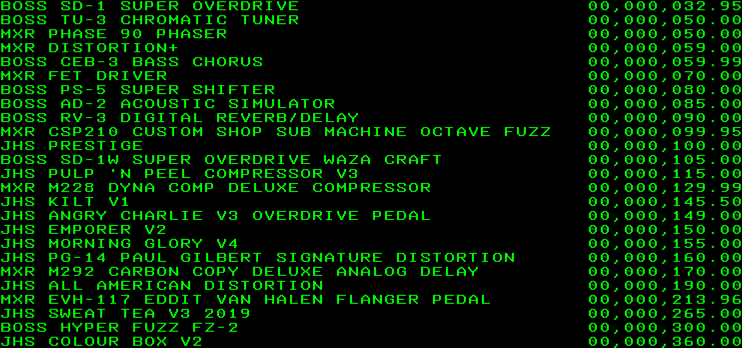 BOSS SD-1 SUPER OVERDRIVE 00,000,032.95
BOSS TU-3 CHROMATIC TUNER 00,000,050.00
MXR PHASE 90 PHASER 00,000,050.00
MXR DISTORTION+ 00,000,059.00
BOSS CEB-3 BASS CHORUS 00,000,059.99
MXR FET DRIVER 00,000,070.00
BOSS PS-5 SUPER SHIFTER 00,000,080.00
BOSS AD-2 ACOUSTIC SIMULATOR 00,000,085.00
BOSS RV-3 DIGITAL REVERB/DELAY 00,000,090.00
MXR CSP210 CUSTOM SHOP SUB MACHINE OCTAVE FUZZ 00,000,099.95
JHS PRESTIGE 00,000,100.00
BOSS SD-1W SUPER OVERDRIVE WAZA CRAFT 00,000,105.00
JHS PULP 'N PEEL COMPRESSOR V3 00,000,115.00
MXR M228 DYNA COMP DELUXE COMPRESSOR 00,000,129.99
JHS KILT V1 00,000,145.50
JHS ANGRY CHARLIE V3 OVERDRIVE PEDAL 00,000,149.00
JHS EMPORER V2 00,000,150.00
JHS MORNING GLORY V4 00,000,155.00
JHS PG-14 PAUL GILBERT SIGNATURE DISTORTION 00,000,160.00
MXR M292 CARBON COPY DELUXE ANALOG DELAY 00,000,170.00
JHS ALL AMERICAN DISTORTION 00,000,190.00
MXR EVH-117 EDDIT VAN HALEN FLANGER PEDAL 00,000,213.96
JHS SWEAT TEA V3 2019 00,000,265.00
BOSS HYPER FUZZ FZ-2 00,000,300.00
JHS COLOUR BOX V2 00,000,360.00